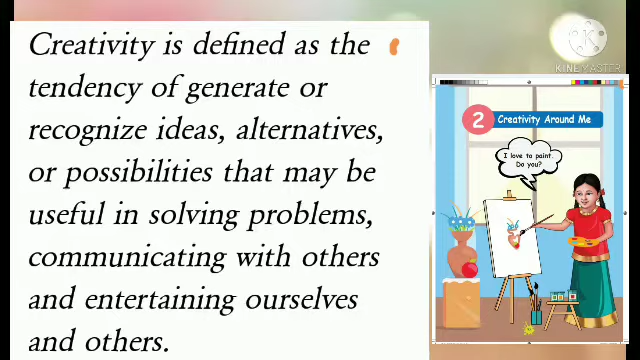 Creativity is defined as the
tendency of generate or
recognize ideas, alternatives,
or possibilities that may be
useful in solving problems,
communicating with others
and entertaining ourselves
and others.
KINEMASTER
2 Creativity Around Me
I love to paint.
Do you?